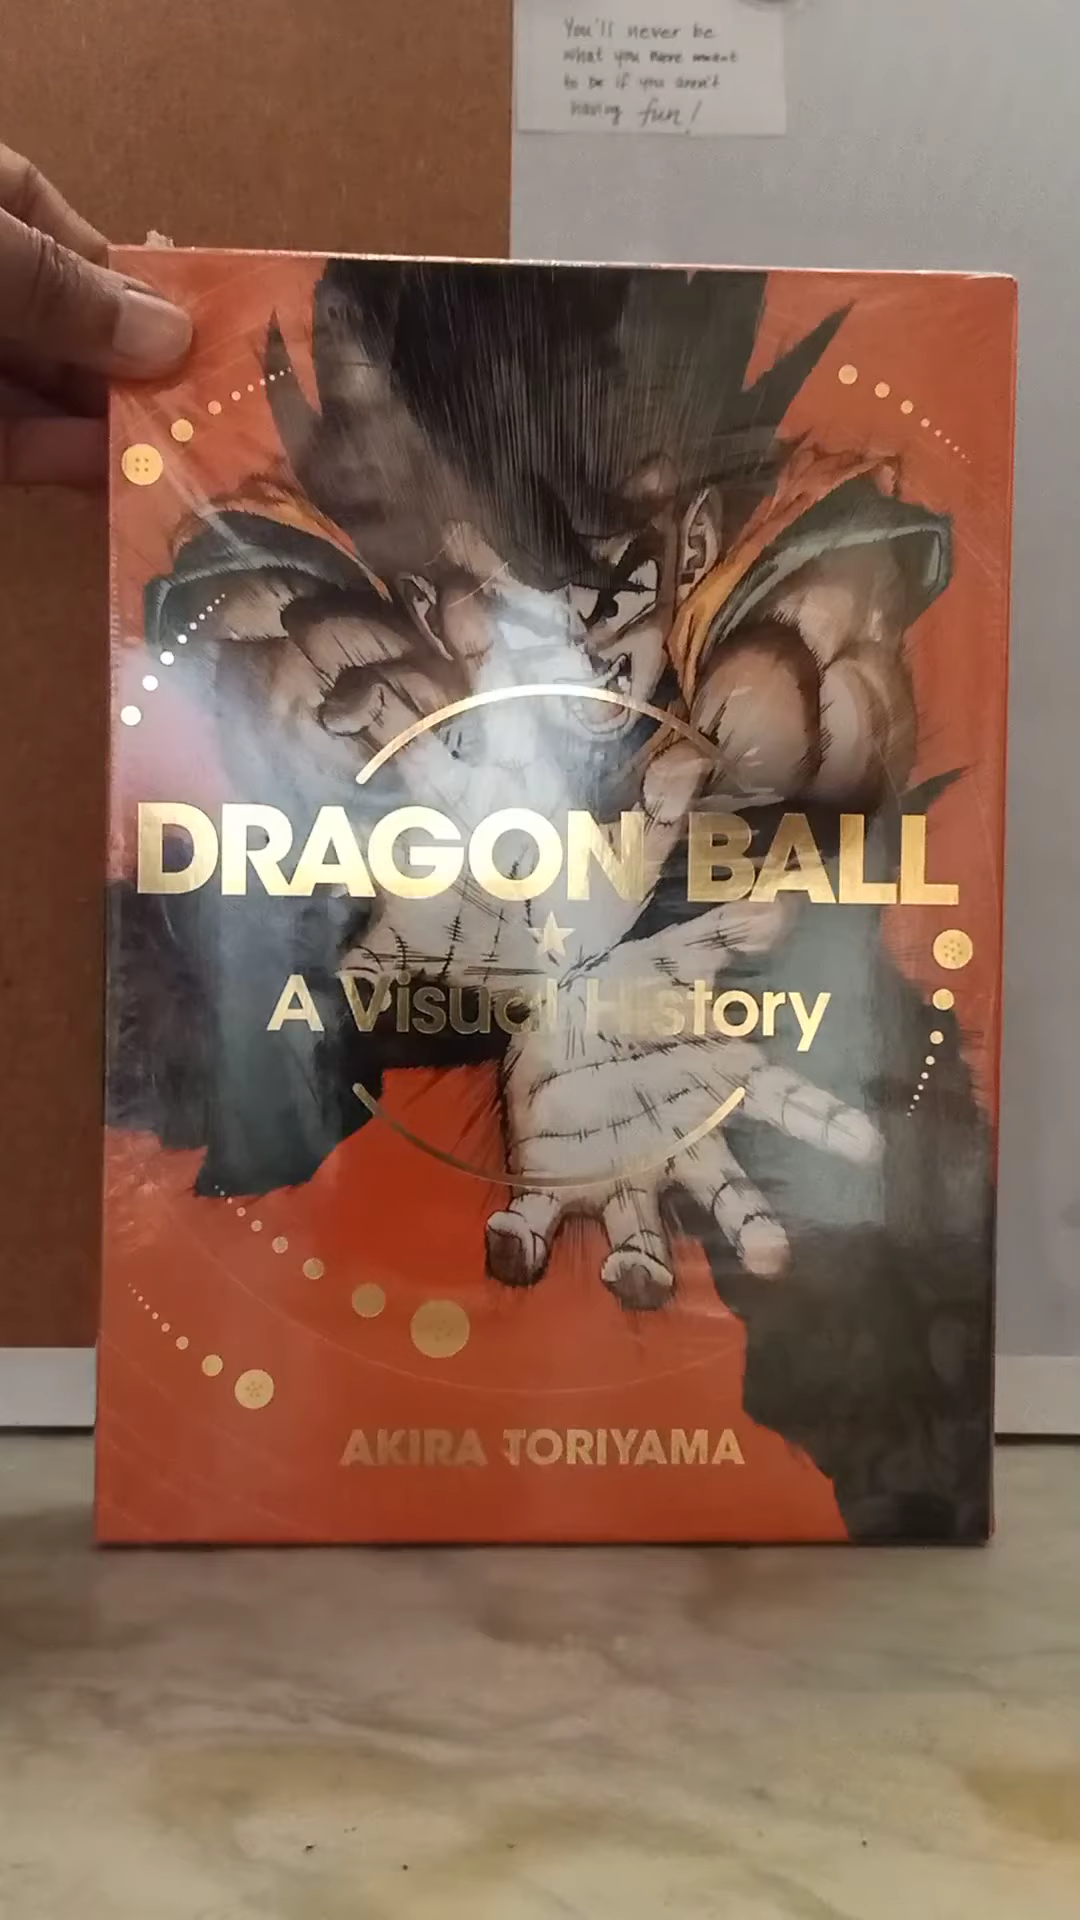 You'll never be
what you were meant
to be if you aren't
having fun!
DRAGON BALL
A Visual History
AKIRA TORIYAMA